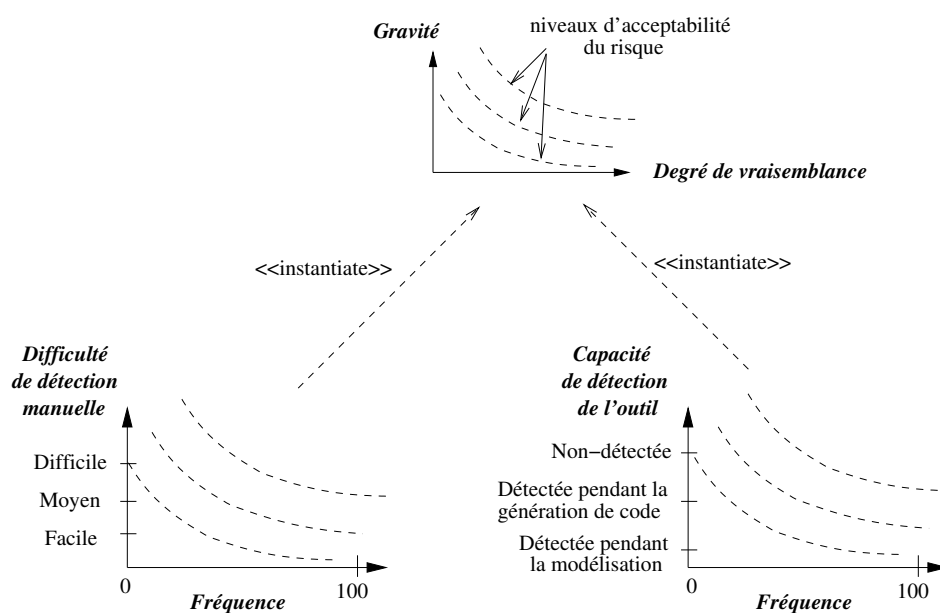 niveaux d'acceptabilité
du risque
Gravité
Degré de vraisemblance
<<instantiate>>
<<instantiate>>
Difficulté
de détection
manuelle
Difficile
Moyen
Facile
0
100
Fréquence
Capacité
de détection
de l'outil
Non−détectée
Détectée pendant la
génération de code
Détectée pendant
la modélisation
0
100
Fréquence